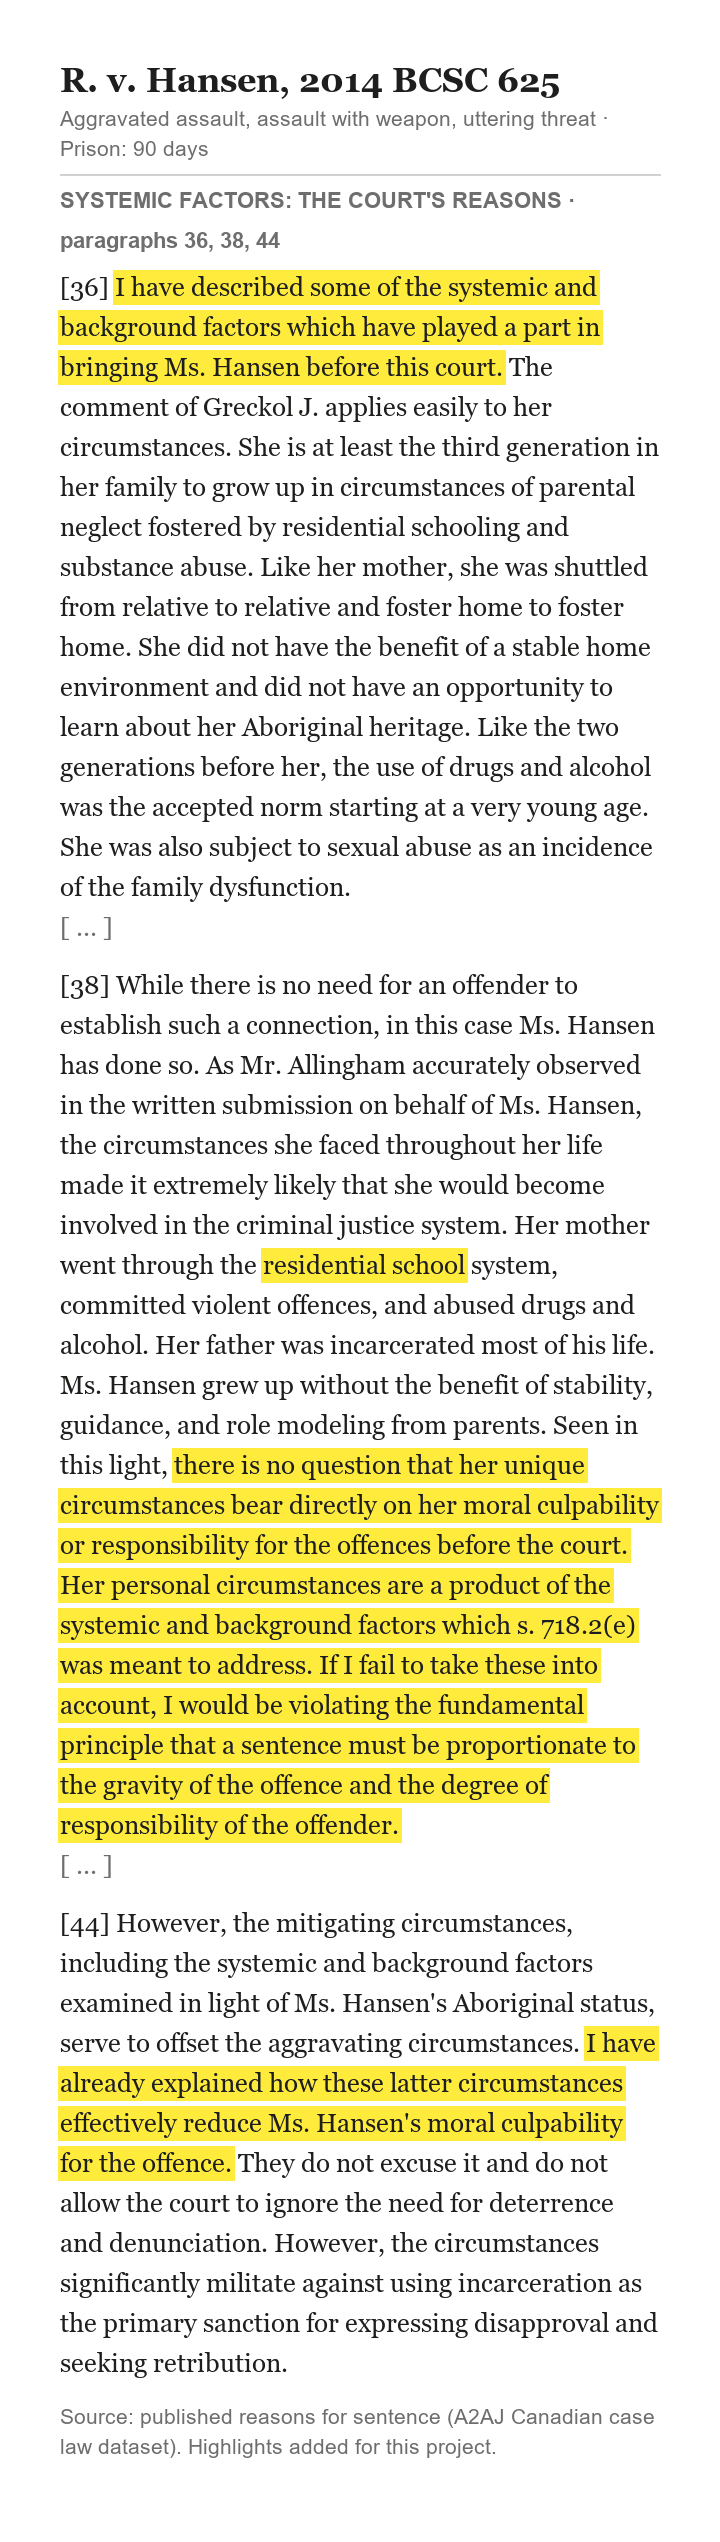 R. v. Hansen, 2014 BCSC 625
Aggravated assault, assault with weapon, uttering threat ·
Prison: 90 days
SYSTEMIC FACTORS: THE COURT'S REASONS ·
paragraphs 36, 38, 44
[36] I have described some of the systemic and
background factors which have played a part in
bringing Ms. Hansen before this court. The
comment of Greckol J. applies easily to her
circumstances. She is at least the third generation in
her family to grow up in circumstances of parental
neglect fostered by residential schooling and
substance abuse. Like her mother, she was shuttled
from relative to relative and foster home to foster
home. She did not have the benefit of a stable home
environment and did not have an opportunity to
learn about her Aboriginal heritage. Like the two
generations before her, the use of drugs and alcohol
was the accepted norm starting at a very young age.
She was also subject to sexual abuse as an incidence
of the family dysfunction.
[ ... ]
[38] While there is no need for an offender to
establish such a connection, in this case Ms. Hansen
has done so. As Mr. Allingham accurately observed
in the written submission on behalf of Ms. Hansen,
the circumstances she faced throughout her life
made it extremely likely that she would become
involved in the criminal justice system. Her mother
went through the residential school system,
committed violent offences, and abused drugs and
alcohol. Her father was incarcerated most of his life.
Ms. Hansen grew up without the benefit of stability,
guidance, and role modeling from parents. Seen in
this light, there is no question that her unique
circumstances bear directly on her moral culpability
or responsibility for the offences before the court.
Her personal circumstances are a product of the
systemic and background factors which s. 718.2(e)
was meant to address. If I fail to take these into
account, I would be violating the fundamental
principle that a sentence must be proportionate to
the gravity of the offence and the degree of
responsibility of the offender.
[ ... ]
[44] However, the mitigating circumstances,
including the systemic and background factors
examined in light of Ms. Hansen's Aboriginal status,
serve to offset the aggravating circumstances. I have
already explained how these latter circumstances
effectively reduce Ms. Hansen's moral culpability
for the offence. They do not excuse it and do not
allow the court to ignore the need for deterrence
and denunciation. However, the circumstances
significantly militate against using incarceration as
the primary sanction for expressing disapproval and
seeking retribution.
Source: published reasons for sentence (A2AJ Canadian case
law dataset). Highlights added for this project.